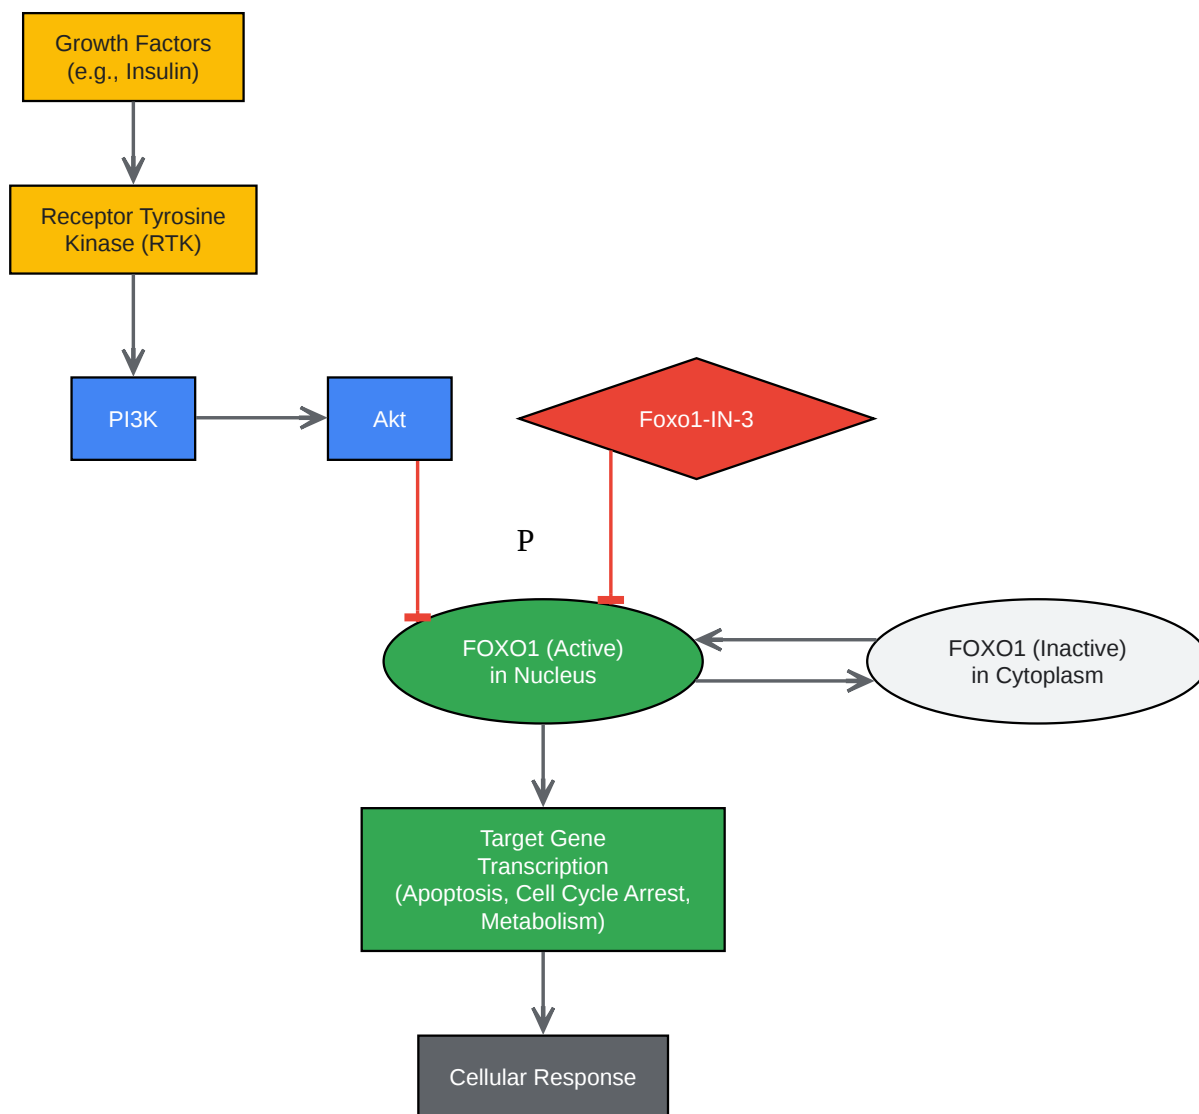 Growth Factors
(e.g., Insulin)
Receptor Tyrosine
Kinase (RTK)
PI3K
Akt
Foxo1-IN-3
P
FOXO1 (Active)
in Nucleus
FOXO1 (Inactive)
in Cytoplasm
Target Gene
Transcription
(Apoptosis, Cell Cycle Arrest,
Metabolism)
Cellular Response